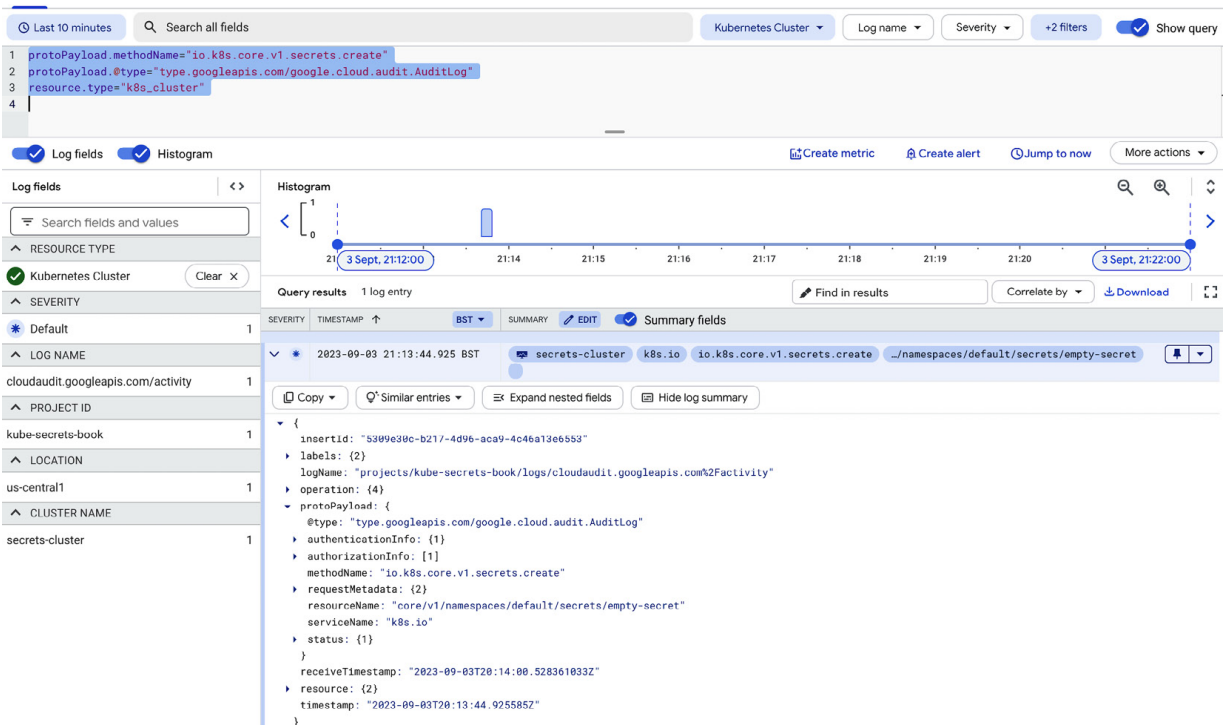 Last 10 minutes Search all fields Kubernetes Cluster Log name Severity +2 filters Show query
1 protoPayload.methodName="io.k8s.core.v1.secrets.create"
2 protoPayload.@type="type.googleapis.com/google.cloud.audit.AuditLog"
3 resource.type="k8s_cluster"
4
Log fields Histogram Create metric Create alert Jump to now More actions
Log fields <>
Search fields and values
RESOURCE TYPE
Kubernetes Cluster Clear X
SEVERITY
Default 1
LOG NAME
cloudaudit.googleapis.com/activity 1
PROJECT ID
kube-secrets-book 1
LOCATION
us-central1 1
CLUSTER NAME
secrets-cluster 1
Histogram
1
0
21 3 Sept, 21:12:00 21:14 21:15 21:16 21:17 21:18 21:19 21:20 3 Sept, 21:22:00
Query results 1 log entry Find in results Correlate by Download
SEVERITY TIMESTAMP BST SUMMARY EDIT Summary fields
2023-09-03 21:13:44.925 BST secrets-cluster k8s.io io.k8s.core.v1.secrets.create …/namespaces/default/secrets/empty-secret
Copy Similar entries Expand nested fields Hide log summary
{
insertId: "5309e30c-b217-4d96-aca9-4c46a13e6553"
labels: {2}
logName: "projects/kube-secrets-book/logs/cloudaudit.googleapis.com%2Factivity"
operation: {4}
protoPayload: {
@type: "type.googleapis.com/google.cloud.audit.AuditLog"
authenticationInfo: {1}
authorizationInfo: [1]
methodName: "io.k8s.core.v1.secrets.create"
requestMetadata: {2}
resourceName: "core/v1/namespaces/default/secrets/empty-secret"
serviceName: "k8s.io"
status: {1}
}
receiveTimestamp: "2023-09-03T20:14:00.528361033Z"
resource: {2}
timestamp: "2023-09-03T20:13:44.925585Z"
}